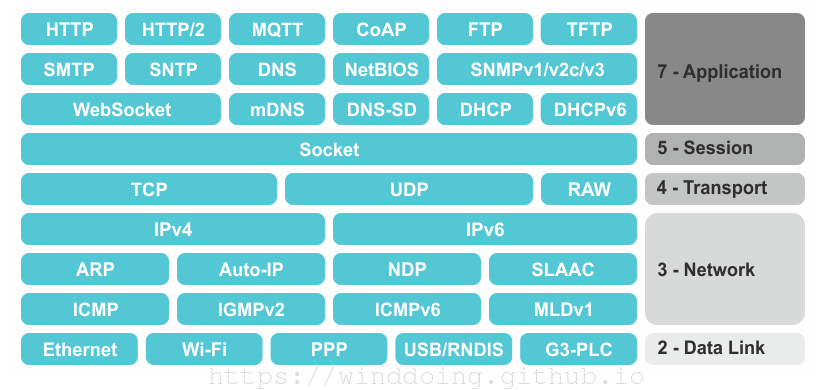 HTTP HTTP/2 MQTT CoAP FTP TFTP
SMTP SNTP DNS NetBIOS SNMPv1/v2c/v3 7 - Application
WebSocket mDNS DNS-SD DHCP DHCPv6
Socket 5 - Session
TCP UDP RAW 4 - Transport
IPv4 IPv6
ARP Auto-IP NDP SLAAC 3 - Network
ICMP IGMPv2 ICMPv6 MLDv1
Ethernet Wi-Fi PPP USB/RNDIS G3-PLC 2 - Data Link
https://winddoing.github.io